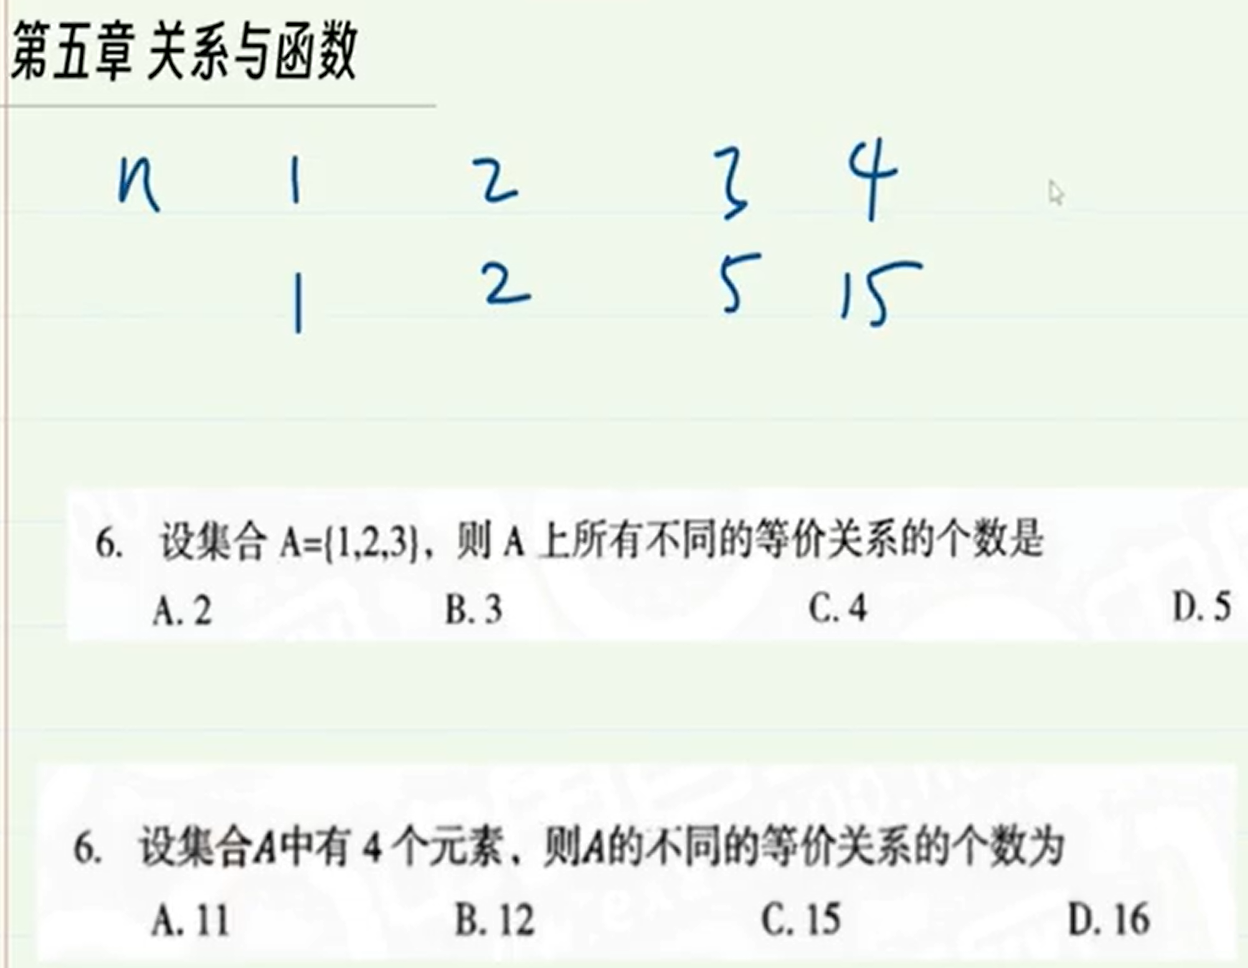 第五章 关系与函数
n 1 2 3 4
1 2 5 15
6. 设集合 A={1,2,3}，则 A 上所有不同的等价关系的个数是
A. 2 B. 3 C. 4 D. 5
6. 设集合A中有 4 个元素，则A的不同的等价关系的个数为
A. 11 B. 12 C. 15 D. 16